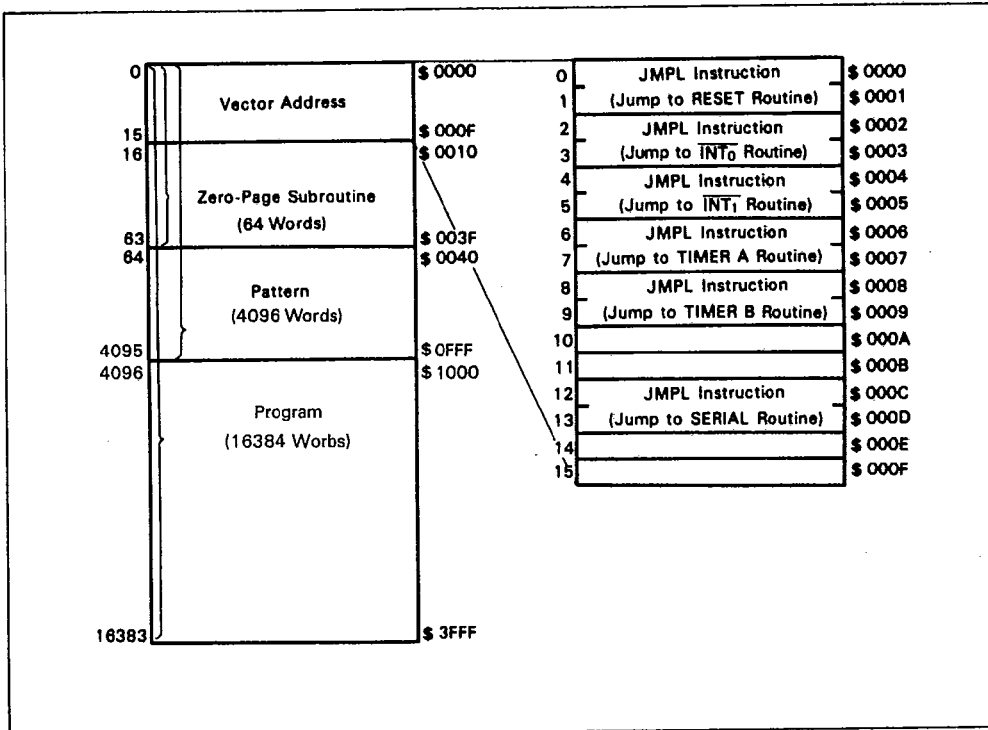 0 $ 0000
Vector Address
15 $ 000F
16 $ 0010
Zero-Page Subroutine
(64 Words)
63 $ 003F
64 $ 0040
Pattern
(4096 Words)
4095 $ 0FFF
4096 $ 1000
Program
(16384 Worbs)
16383 $ 3FFF
0 JMPL Instruction $ 0000
1 (Jump to RESET Routine) $ 0001
2 JMPL Instruction $ 0002
3 (Jump to INT0 Routine) $ 0003
4 JMPL Instruction $ 0004
5 (Jump to INT1 Routine) $ 0005
6 JMPL Instruction $ 0006
7 (Jump to TIMER A Routine) $ 0007
8 JMPL Instruction $ 0008
9 (Jump to TIMER B Routine) $ 0009
10 $ 000A
11 $ 000B
12 JMPL Instruction $ 000C
13 (Jump to SERIAL Routine) $ 000D
14 $ 000E
15 $ 000F